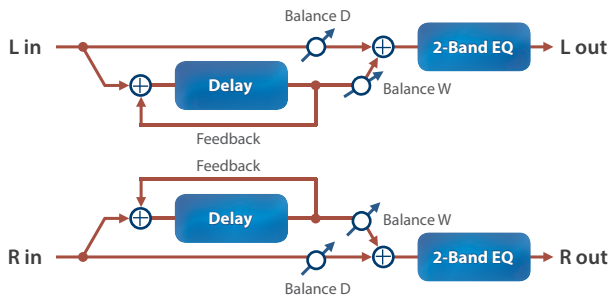 Balance D
L in
2-Band EQ
L out
Delay
Balance W
Feedback
Feedback
Delay
Balance W
R in
2-Band EQ
R out
Balance D